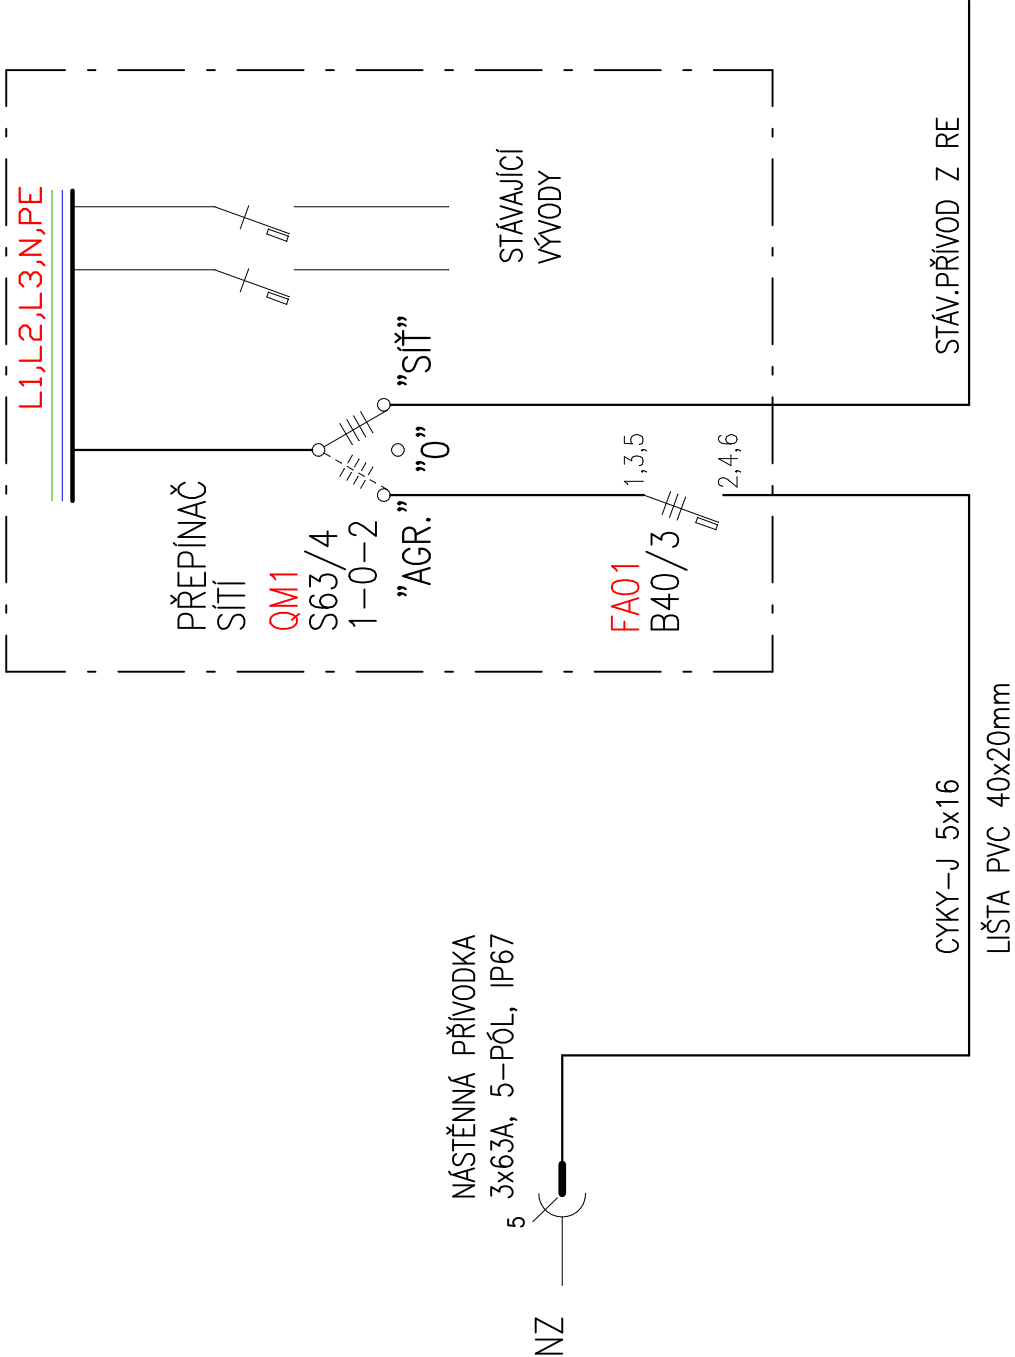 L1,L2,L3,N,PE
STÁVAJÍCÍ
VÝVODY
PŘEPÍNAČ
SÍTÍ
QM1
S63/4
1-0-2
"AGR."
"0"
"SÍŤ"
FA01
B40/3
1,3,5
2,4,6
STÁV.PŘÍVOD Z RE
NÁSTĚNNÁ PŘÍVODKA
3x63A, 5-PÓL, IP67
5
NZ
CYKY-J 5x16
LIŠTA PVC 40x20mm